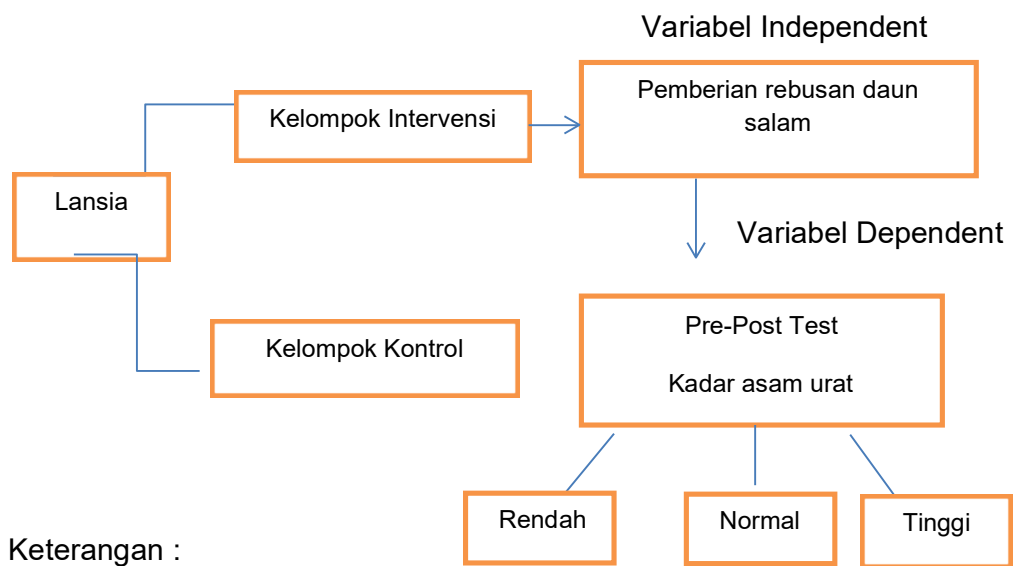 Variabel Independent
Pemberian rebusan daun
salam
Kelompok Intervensi
Lansia
Variabel Dependent
Kelompok Kontrol
Pre-Post Test
Kadar asam urat
Rendah
Normal
Tinggi
Keterangan :